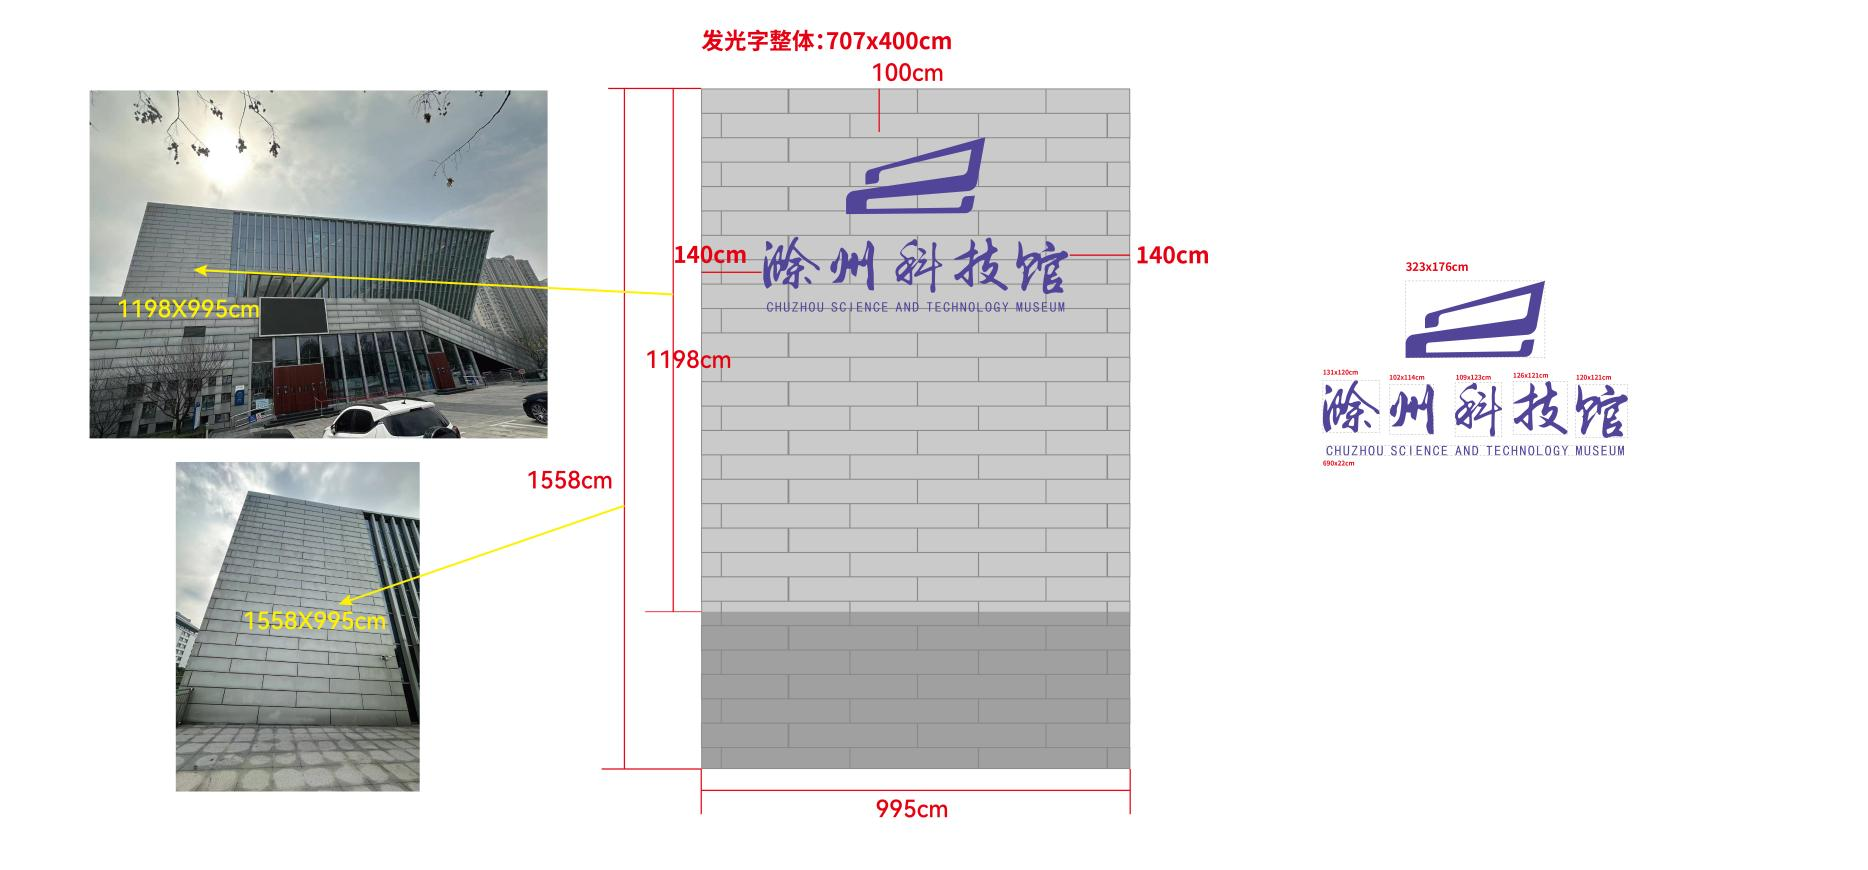 发光字整体：707x400cm
100cm
1198X995cm
140cm
140cm
滁州科技馆
CHUZHOU SCIENCE AND TECHNOLOGY MUSEUM
1198cm
1558cm
1558X995cm
995cm
323x176cm
131x120cm
102x114cm
109x123cm
126x121cm
120x121cm
滁州科技馆
CHUZHOU SCIENCE AND TECHNOLOGY MUSEUM
690x22cm